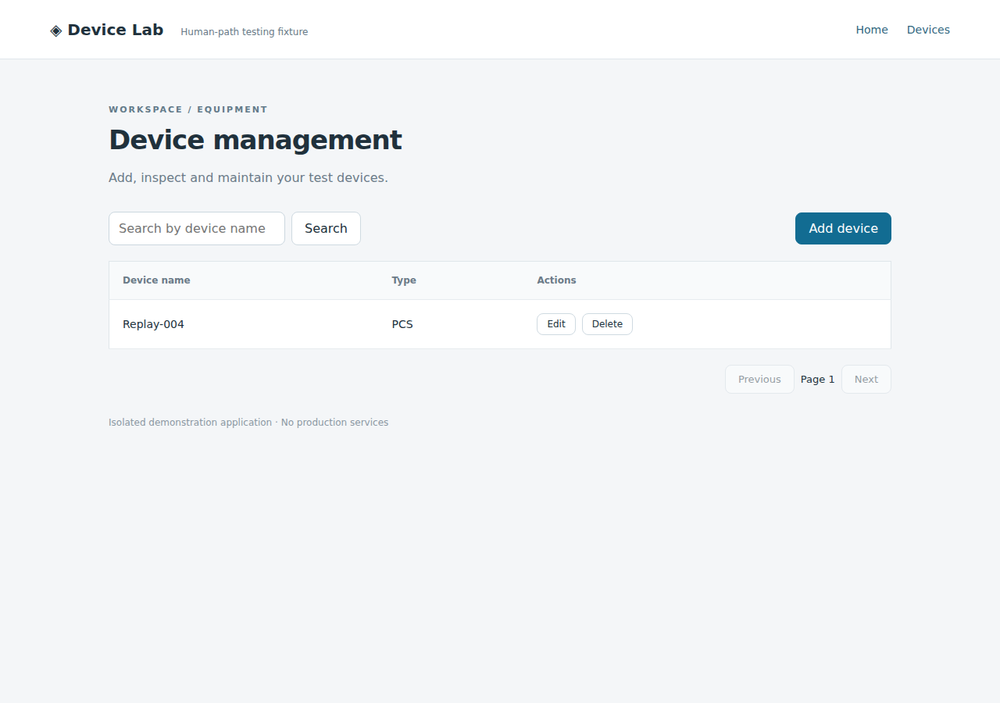 ◈ Device Lab Human-path testing fixture Home Devices
WORKSPACE / EQUIPMENT
Device management
Add, inspect and maintain your test devices.
Search by device name Search Add device
Device name Type Actions
Replay-004 PCS Edit Delete
Previous Page 1 Next
Isolated demonstration application · No production services